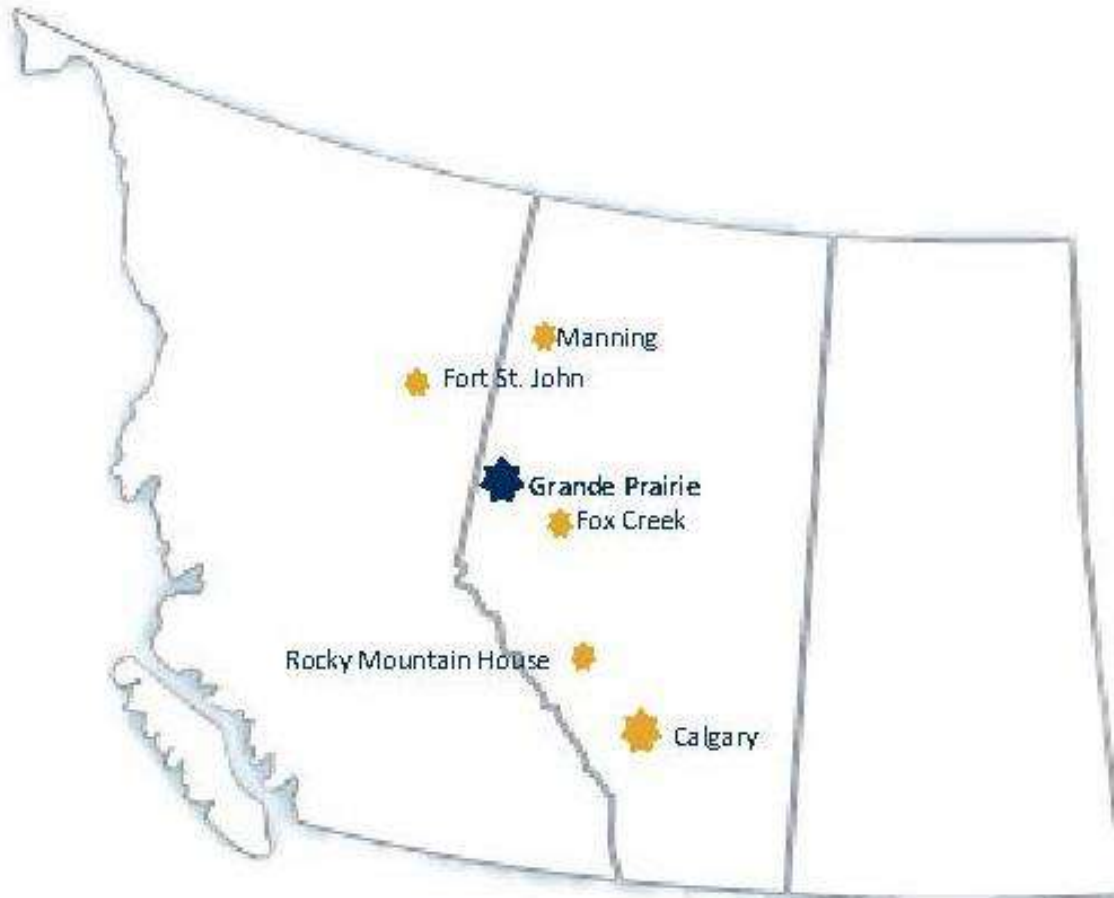 Manning
Fort St. John
Grande Prairie
Fox Creek
Rocky Mountain House
Calgary